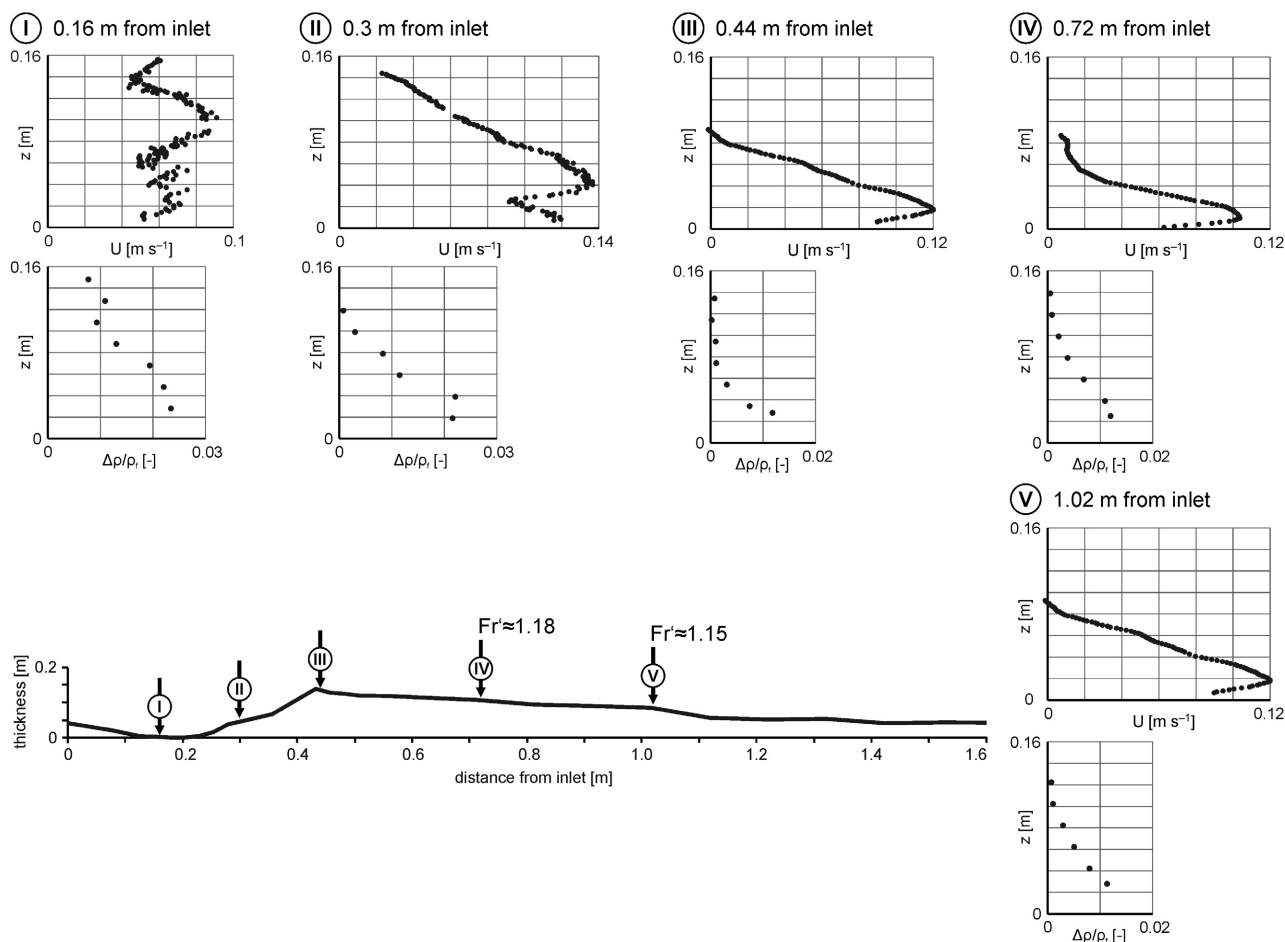 I 0.16 m from inlet
0.16
z [m]
0
U [m s⁻¹]
0.1
0.16
z [m]
0
0
Δρ/ρf [-]
0.03
II 0.3 m from inlet
0.16
z [m]
0
0
U [m s⁻¹]
0.14
0.16
z [m]
0
0
Δρ/ρf [-]
0.03
III 0.44 m from inlet
0.16
z [m]
0
0
U [m s⁻¹]
0.12
0.16
z [m]
0
0
Δρ/ρf [-]
0.02
IV 0.72 m from inlet
0.16
z [m]
0
0
U [m s⁻¹]
0.12
0.16
z [m]
0
0
Δρ/ρf [-]
0.02
V 1.02 m from inlet
0.16
z [m]
0
0
U [m s⁻¹]
0.12
0.16
z [m]
0
0
Δρ/ρf [-]
0.02
Fr‘≈1.18
Fr‘≈1.15
I
II
III
IV
V
thickness [m]
0.2
0
0 0.2 0.4 0.6 0.8 1.0 1.2 1.4 1.6
distance from inlet [m]